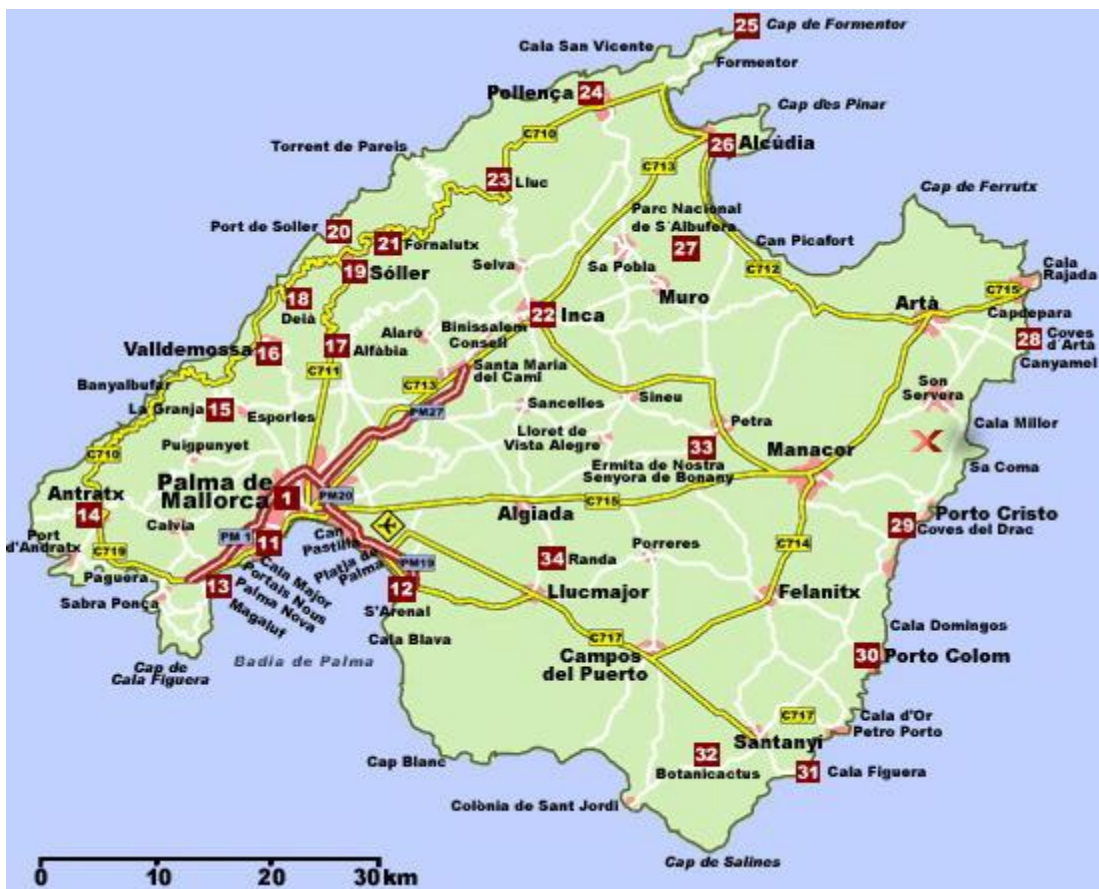 25 Cap de Formentor
Cala San Vicente
Formentor
Pollença 24
Cap des Pinar
C710
26 Alcúdia
Torrent de Pareis
C713
23 Lluc
Cap de Ferrutx
Parc Nacional
de S´Albufera
Port de Soller 20
21 Fornalutx
27
Can Picafort
Sa Pobla
Selva
19 Sóller
C712
Cala
Rajada
Muro
C715
18
Deià
Artà
Capdepara
22 Inca
Binissalem
Consell
Alaró
28 Coves
d´Artà
Valldemossa 16
17 Alfàbia
Canyamel
Santa Maria
del Cami
C711
C713
Banyalbufar
Son
Servera
La Granja 15
Esporles
PM27
Sancelles
Sineu
Petra
Cala Millor
Puigpunyet
Lloret de
Vista Alegre
33
X
C710
Manacor
Ermita de Nostra
Senyora de Bonany
Sa Coma
Palma de
Mallorca 1
Antratx
14
PM20
C715
Algiada
Porto Cristo
29 Coves del Drac
Calvia
Port
d'Andratx
PM 1
11
Can
Pastilla
Platja de
Palma
C714
C719
PM19
34 Randa
Porreres
Paguera
13
Cala Major
Portals Nous
Palma Nova
Magaluf
12
S'Arenal
Llucmajor
Felanitx
Sabra Ponça
Cala Blava
C717
Cala Domingos
Cap de
Cala Figuera
Badia de Palma
Campos
del Puerto
30 Porto Colom
C717
Cala d'Or
Petro Porto
Santanyi
Cap Blanc
32
Botanicactus
31 Cala Figuera
Colònia de Sant Jordi
Cap de Salines
0 10 20 30 km